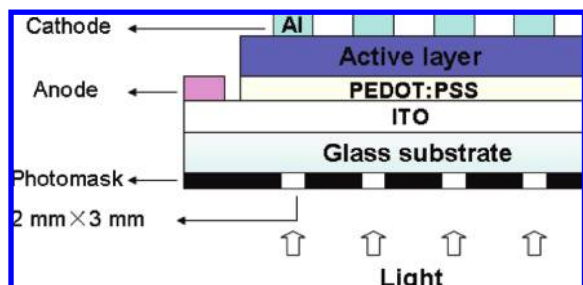 Cathode Al
Active layer
Anode PEDOT:PSS
ITO
Glass substrate
Photomask
2 mm×3 mm
Light